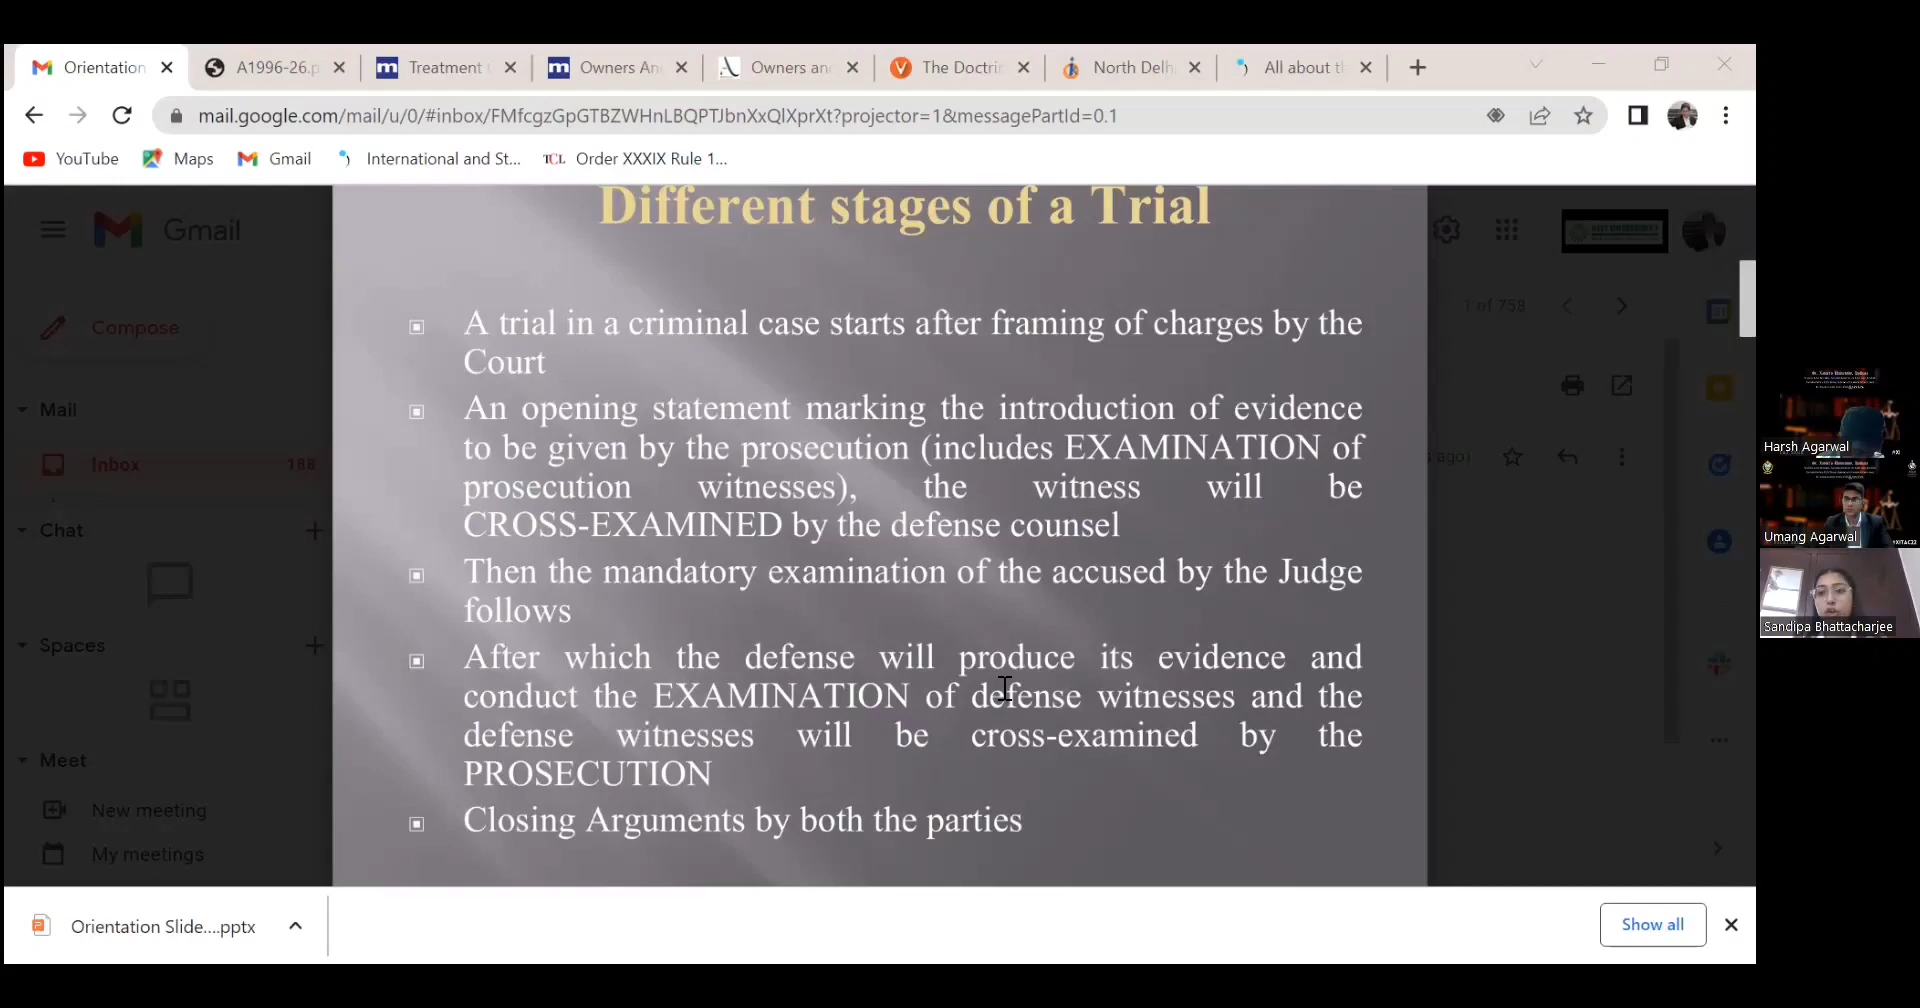 Orientation
A1996-26.p
Treatment
Owners An
Owners an
The Doctri
North Delh
All about t
mail.google.com/mail/u/0/#inbox/FMfcgzGpGTBZWHnLBQPTJbnXxQlXprXt?projector=1&messagePartId=0.1
YouTube
Maps
Gmail
International and St...
TCL
Order XXXIX Rule 1...
Gmail
Compose
Mail
Inbox
188
Chat
Spaces
Meet
New meeting
My meetings
1 of 758
ago)
Different stages of a Trial
A trial in a criminal case starts after framing of charges by the
Court
An opening statement marking the introduction of evidence
to be given by the prosecution (includes EXAMINATION of
prosecution witnesses), the witness will be
CROSS-EXAMINED by the defense counsel
Then the mandatory examination of the accused by the Judge
follows
After which the defense will produce its evidence and
conduct the EXAMINATION of defense witnesses and the
defense witnesses will be cross-examined by the
PROSECUTION
Closing Arguments by both the parties
Harsh Agarwal
Umang Agarwal
Sandipa Bhattacharjee
Orientation Slide....pptx
Show all